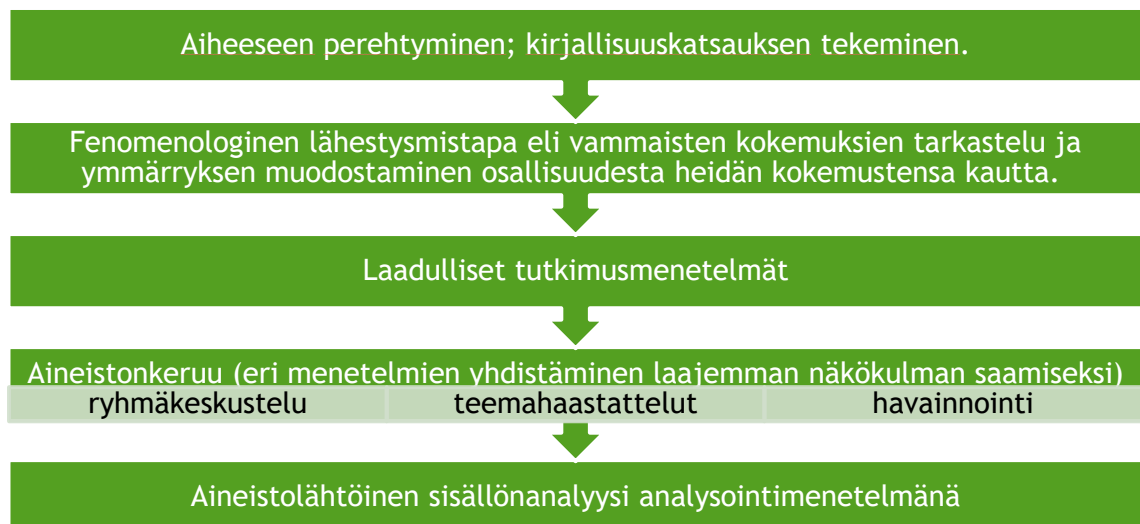 Aiheeseen perehtyminen; kirjallisuuskatsauksen tekeminen.
Fenomenologinen lähestysmistapa eli vammaisten kokemuksien tarkastelu ja
ymmärryksen muodostaminen osallisuudesta heidän kokemustensa kautta.
Laadulliset tutkimusmenetelmät
Aineistonkeruu (eri menetelmien yhdistäminen laajemman näkökulman saamiseksi)
ryhmäkeskustelu teemahaastattelut havainnointi
Aineistolähtöinen sisällönanalyysi analysointimenetelmänä